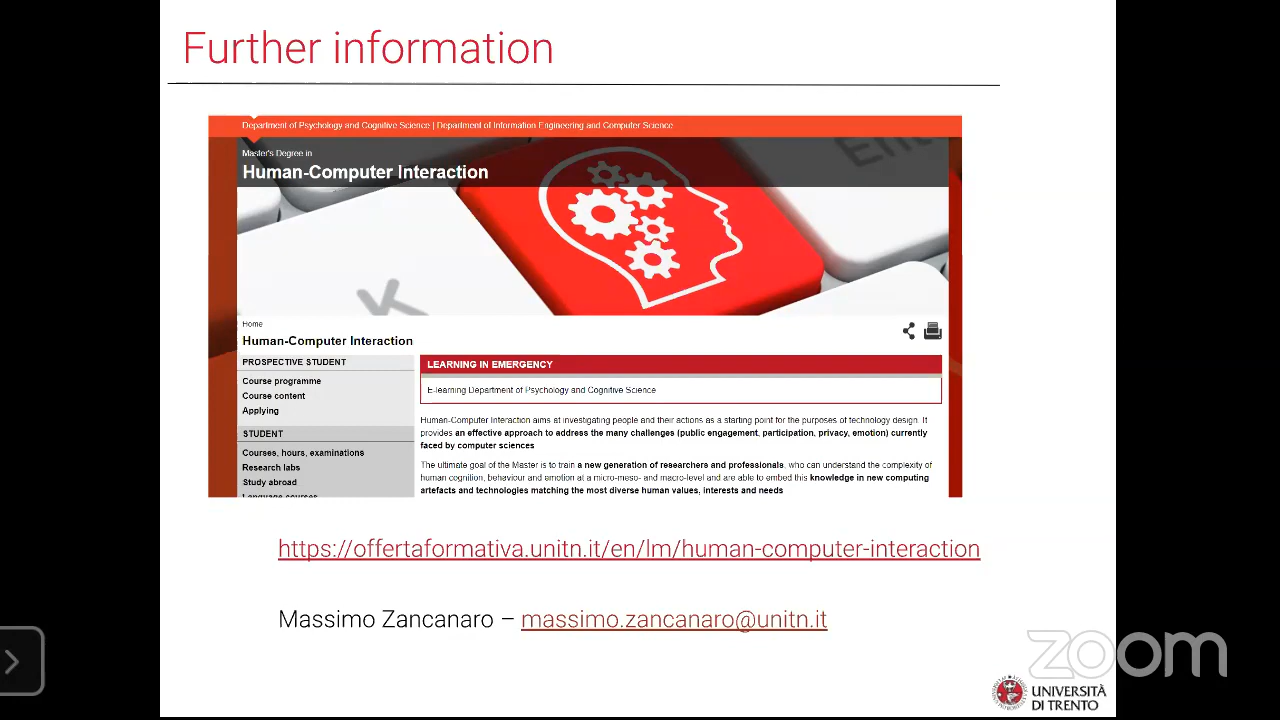 Further information
Department of Psychology and Cognitive Science | Department of Information Engineering and Computer Science
Master's Degree in
Human-Computer Interaction
Ent
K
Home
Human-Computer Interaction
PROSPECTIVE STUDENT
Course programme
Course content
Applying
STUDENT
Courses, hours, examinations
Research labs
Study abroad
Language courses
LEARNING IN EMERGENCY
E-learning Department of Psychology and Cognitive Science
Human-Computer Interaction aims at investigating people and their actions as a starting point for the purposes of technology design. It
provides an effective approach to address the many challenges (public engagement, participation, privacy, emotion) currently
faced by computer sciences
The ultimate goal of the Master is to train a new generation of researchers and professionals, who can understand the complexity of
human cognition, behaviour and emotion at a micro-meso- and macro-level and are able to embed this knowledge in new computing
artefacts and technologies matching the most diverse human values, interests and needs
https://offertaformativa.unitn.it/en/lm/human-computer-interaction
Massimo Zancanaro – massimo.zancanaro@unitn.it
zoom
UNIVERSITÀ
DI TRENTO